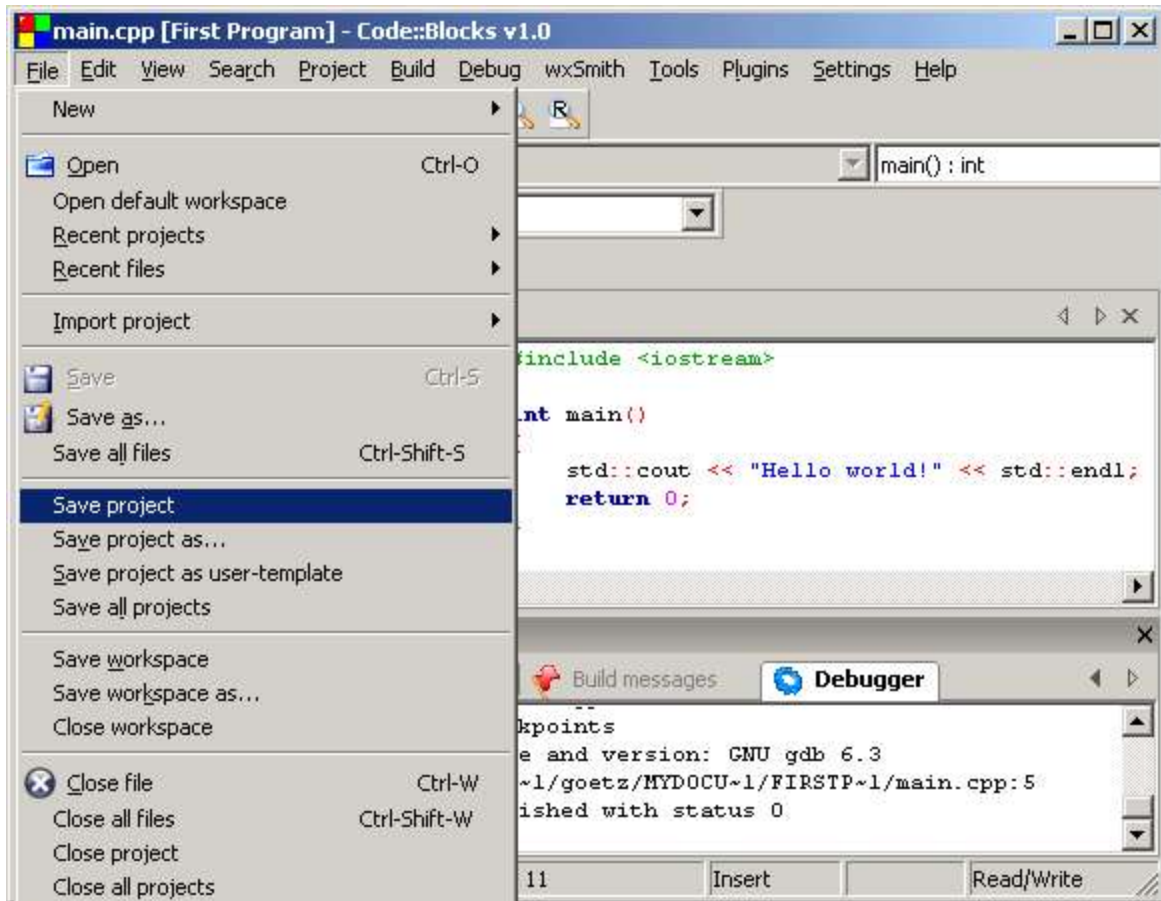 main.cpp [First Program] - Code::Blocks v1.0
File Edit View Search Project Build Debug wxSmith Tools Plugins Settings Help
New
Open Ctrl-O
Open default workspace
Recent projects
Recent files
Import project
Save Ctrl-S
Save as...
Save all files Ctrl-Shift-S
Save project
Save project as...
Save project as user-template
Save all projects
Save workspace
Save workspace as...
Close workspace
Close file Ctrl-W
Close all files Ctrl-Shift-W
Close project
Close all projects
R
main() : int
#include <iostream>
int main()
std::cout << "Hello world!" << std::endl;
return 0;
Build messages Debugger
kpoints
e and version: GNU gdb 6.3
~1/goetz/MYDOCU~1/FIRSTP~1/main.cpp:5
ished with status 0
11 Insert Read/Write